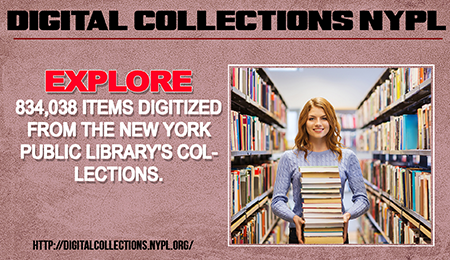 DIGITAL COLLECTIONS NYPL
EXPLORE
834,038 ITEMS DIGITIZED
FROM THE NEW YORK
PUBLIC LIBRARY'S COL-
LECTIONS.
HTTP://DIGITALCOLLECTIONS.NYPL.ORG/